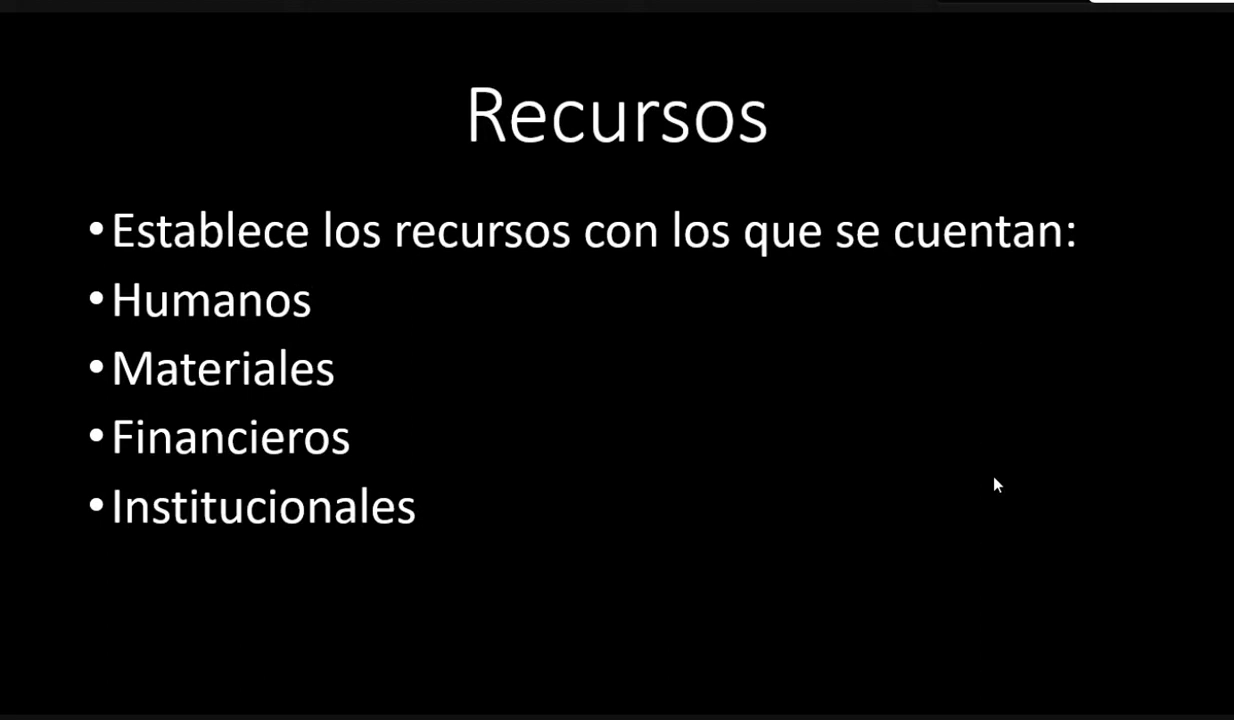 Recursos
•Establece los recursos con los que se cuentan:
•Humanos
•Materiales
•Financieros
•Institucionales